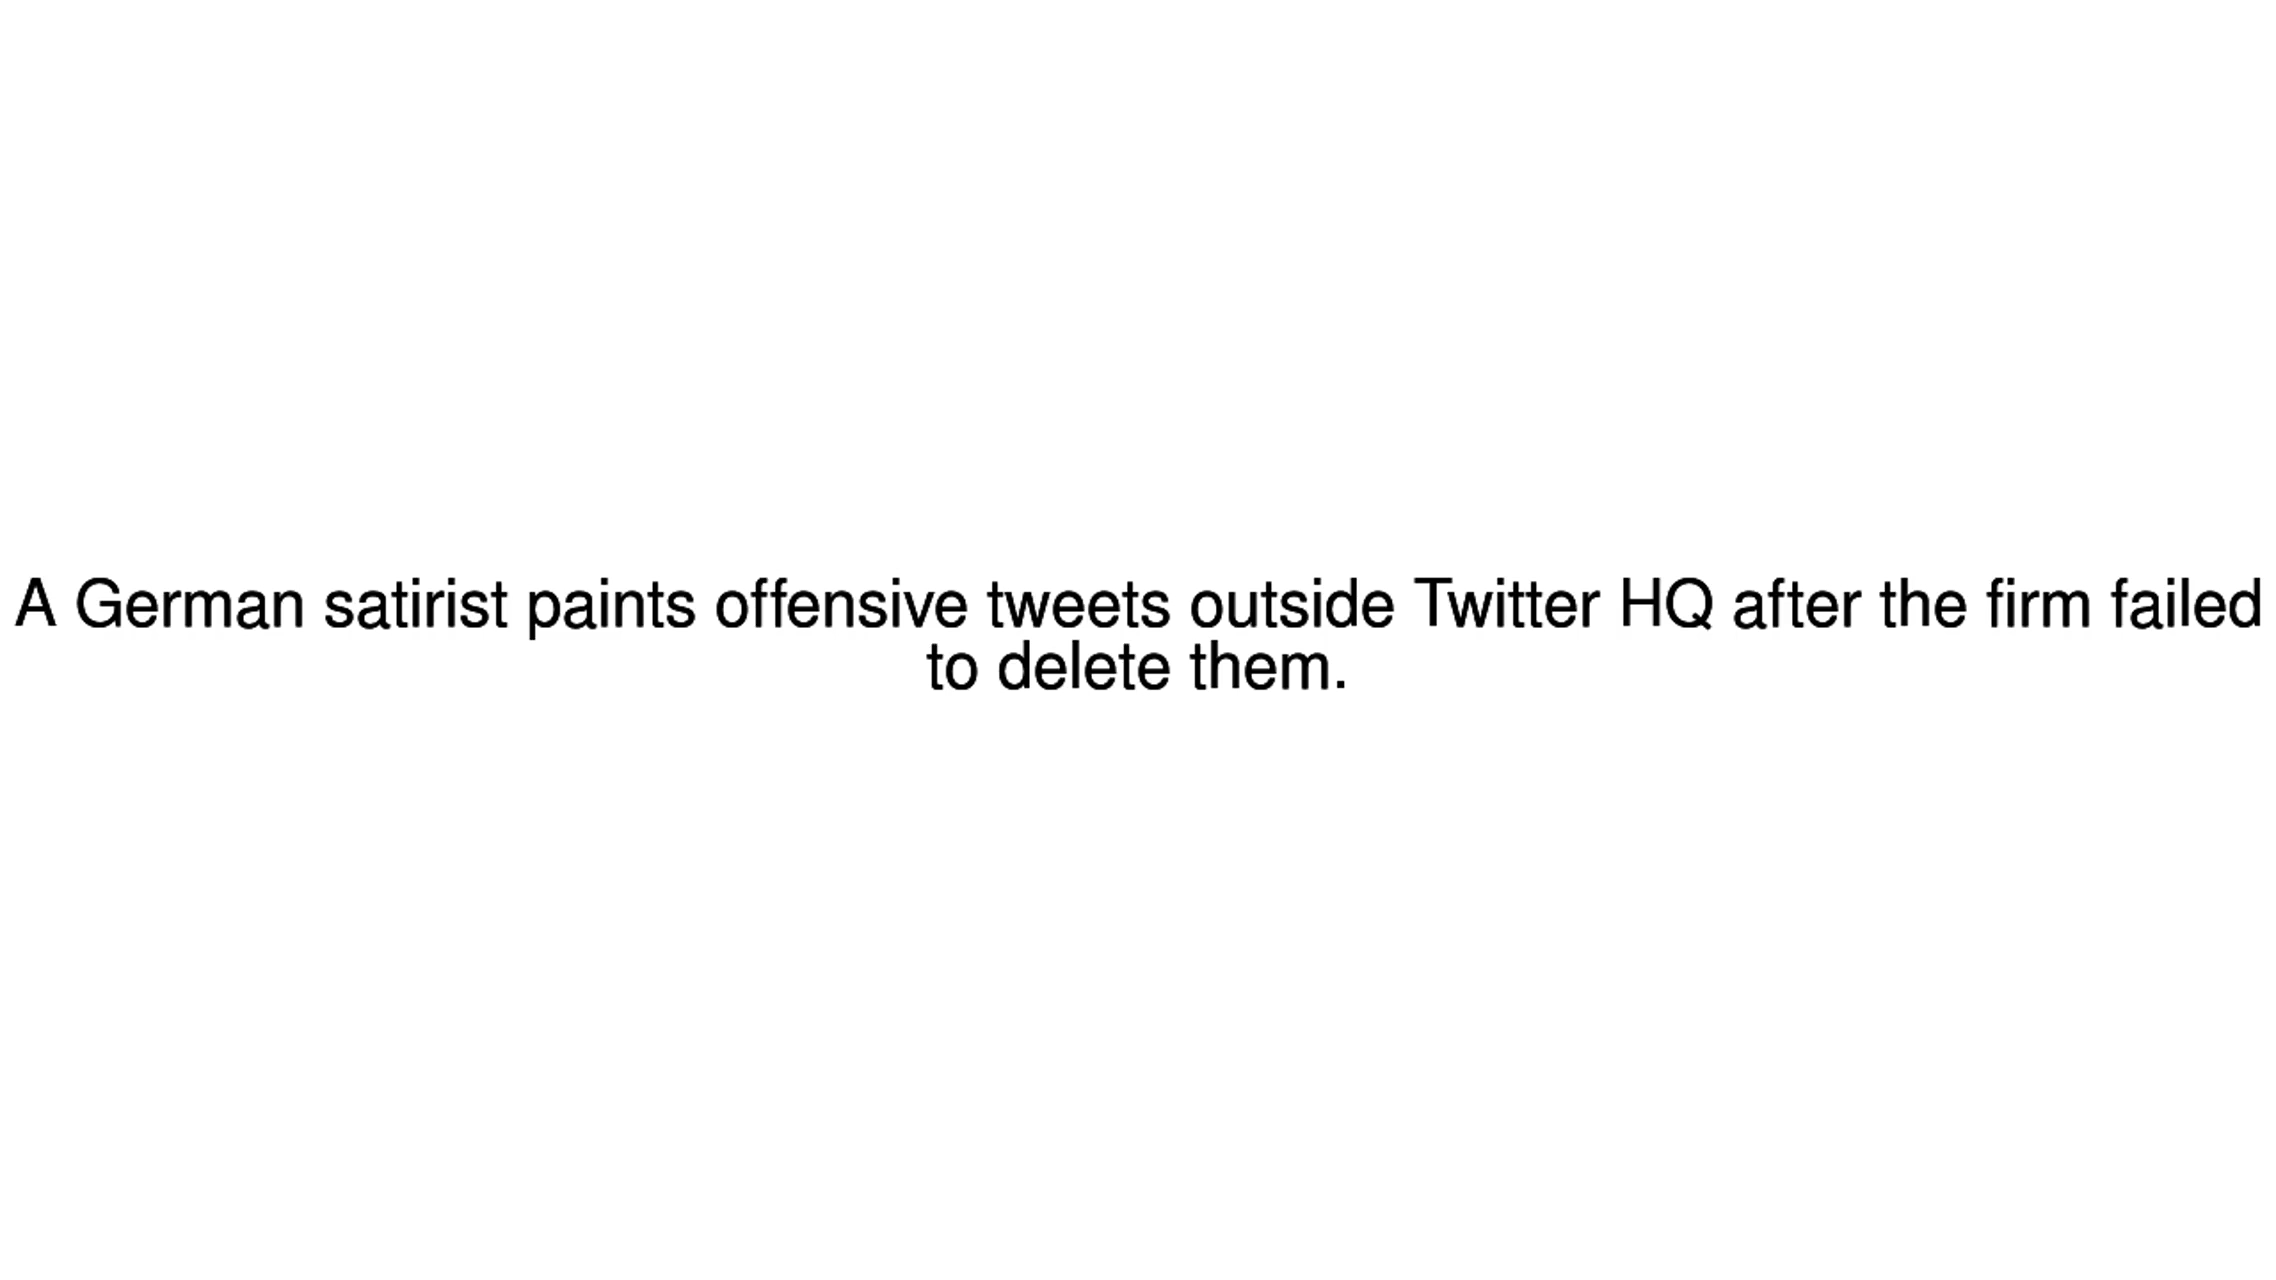 A German satirist paints offensive tweets outside Twitter HQ after the firm failed
to delete them.